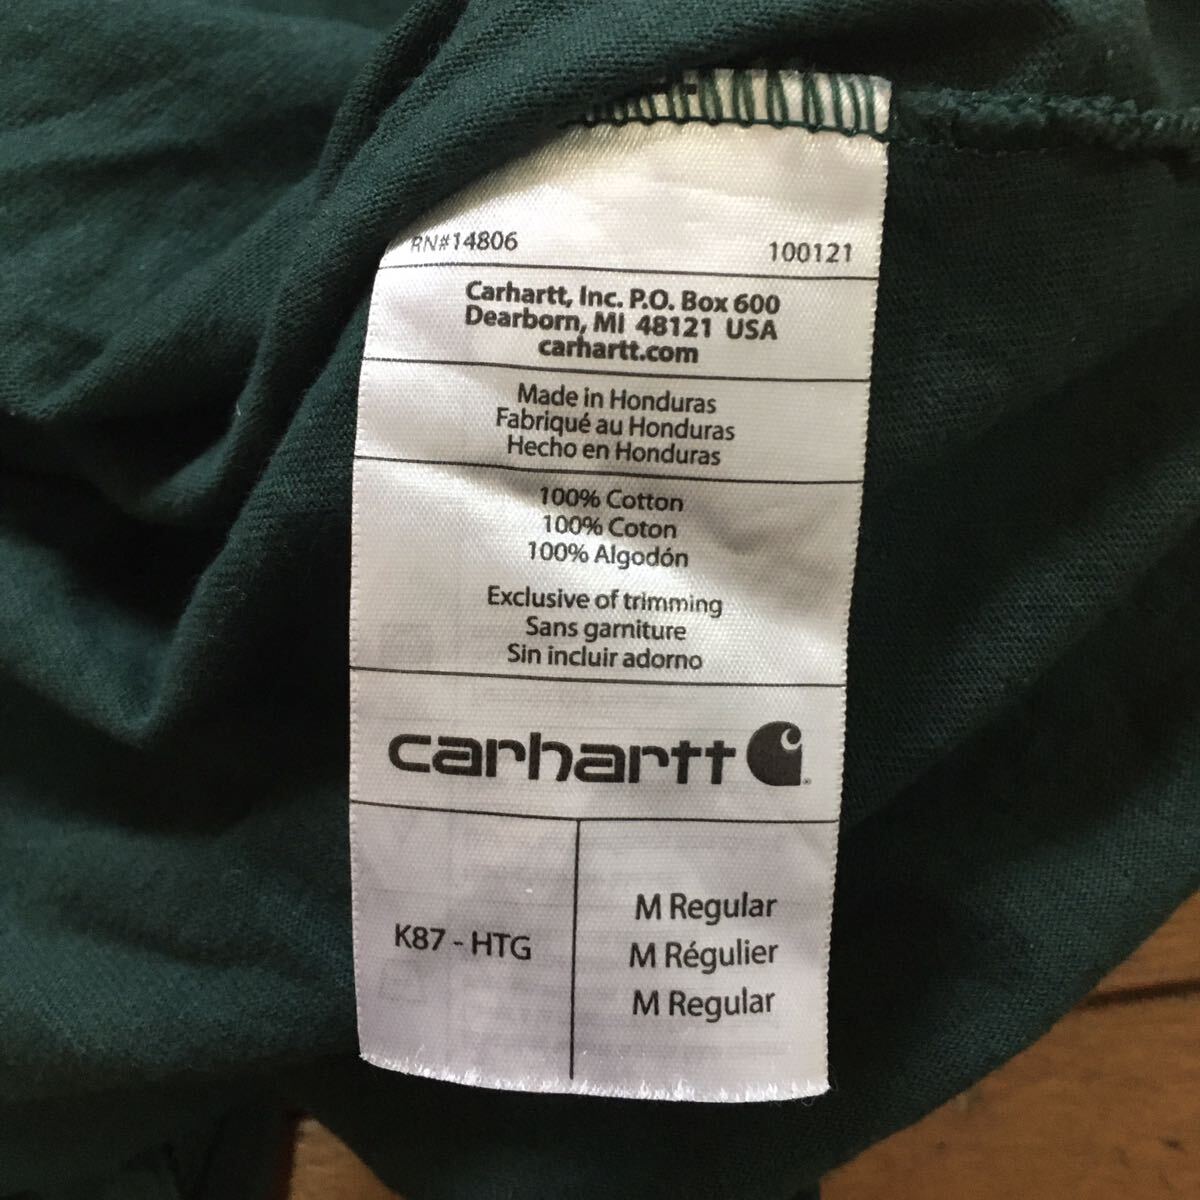 RN#14806 100121
Carhartt, Inc. P.O. Box 600
Dearborn, MI 48121 USA
carhartt.com
Made in Honduras
Fabriqué au Honduras
Hecho en Honduras
100% Cotton
100% Coton
100% Algodón
Exclusive of trimming
Sans garniture
Sin incluir adorno
carhartt
K87 - HTG
M Regular
M Régulier
M Regular